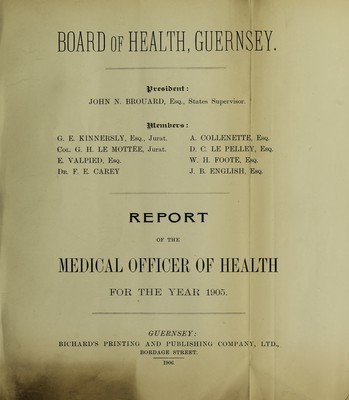 BOARD OF HEALTH, GUERNSEY.
President:
JOHN N. BROUARD, Esq., States Supervisor.
Members:
G. E. KINNERSLY, Esq., Jurat.
Col. G. H. LE MOTTÉE, Jurat.
E. VALPIED, Esq.
Dr. F. E. CAREY
A. COLLENETTE, Esq.
D. C. LE PELLEY, Esq.
W. H. FOOTE, Esq.
J. B. ENGLISH, Esq.
REPORT
OF THE
MEDICAL OFFICER OF HEALTH
FOR THE YEAR 1905.
GUERNSEY:
BICHARD'S PRINTING AND PUBLISHING COMPANY, LTD.,
BORDAGE STREET.
1906.